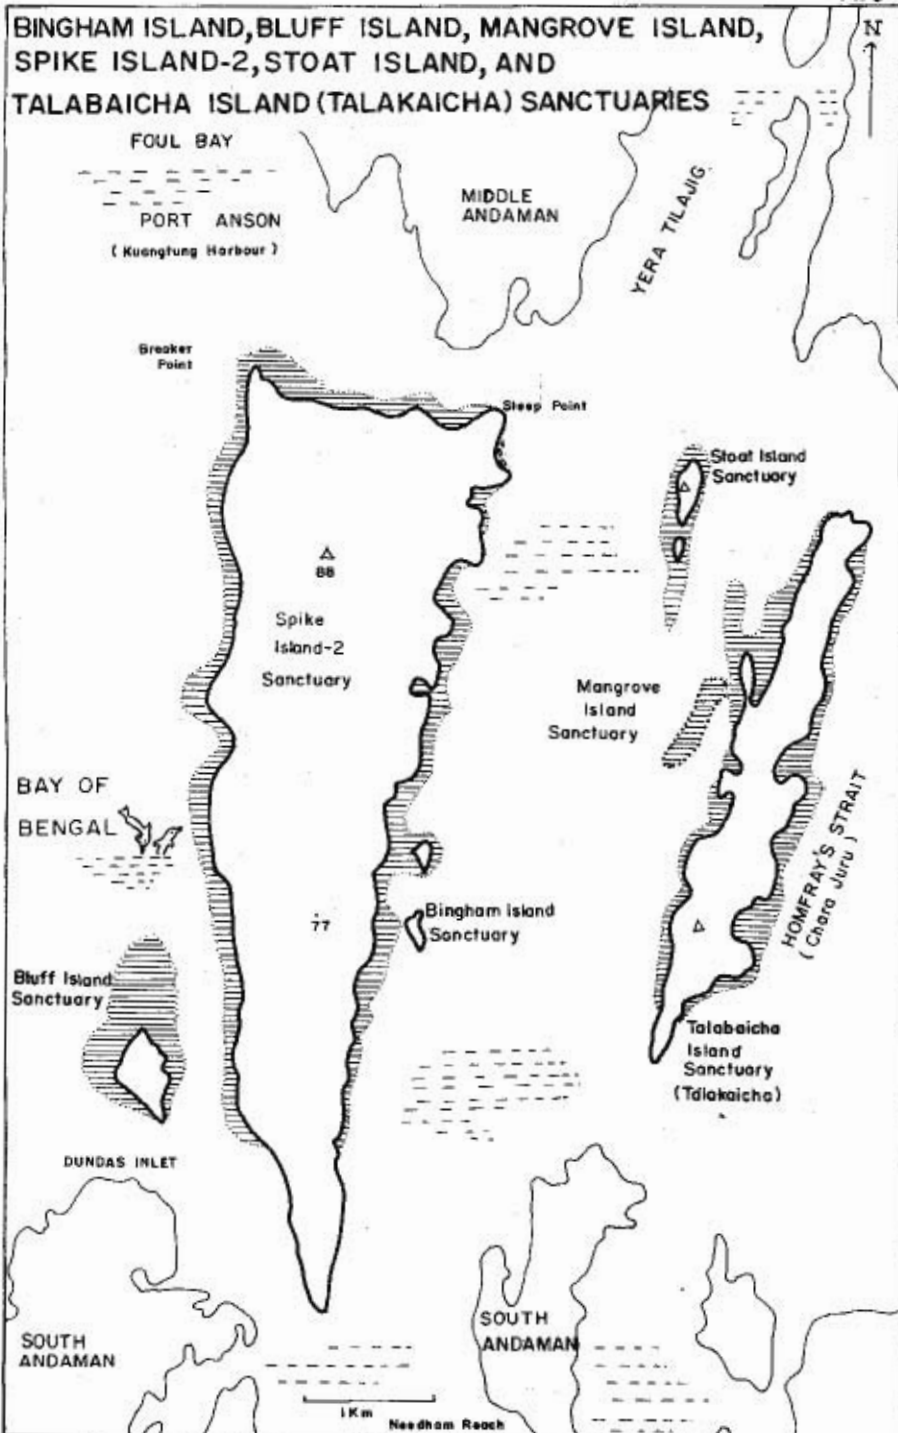 BINGHAM ISLAND, BLUFF ISLAND, MANGROVE ISLAND,
SPIKE ISLAND-2, STOAT ISLAND, AND
TALABAICHA ISLAND (TALAKAICHA) SANCTUARIES
N
FOUL BAY
PORT ANSON
(Kuangtung Harbour)
MIDDLE
ANDAMAN
YERA TILAJIG
Breaker
Point
Steep Point
Stoat Island
Sanctuary
88
Spike
Island-2
Sanctuary
Mangrove
Island
Sanctuary
BAY OF
BENGAL
HOMFRAY'S STRAIT
(Chara Juru)
77
Bingham Island
Sanctuary
Bluff Island
Sanctuary
Talabaicha
Island
Sanctuary
(Talakaicha)
DUNDAS INLET
SOUTH
ANDAMAN
SOUTH
ANDAMAN
1Km
Needham Reach